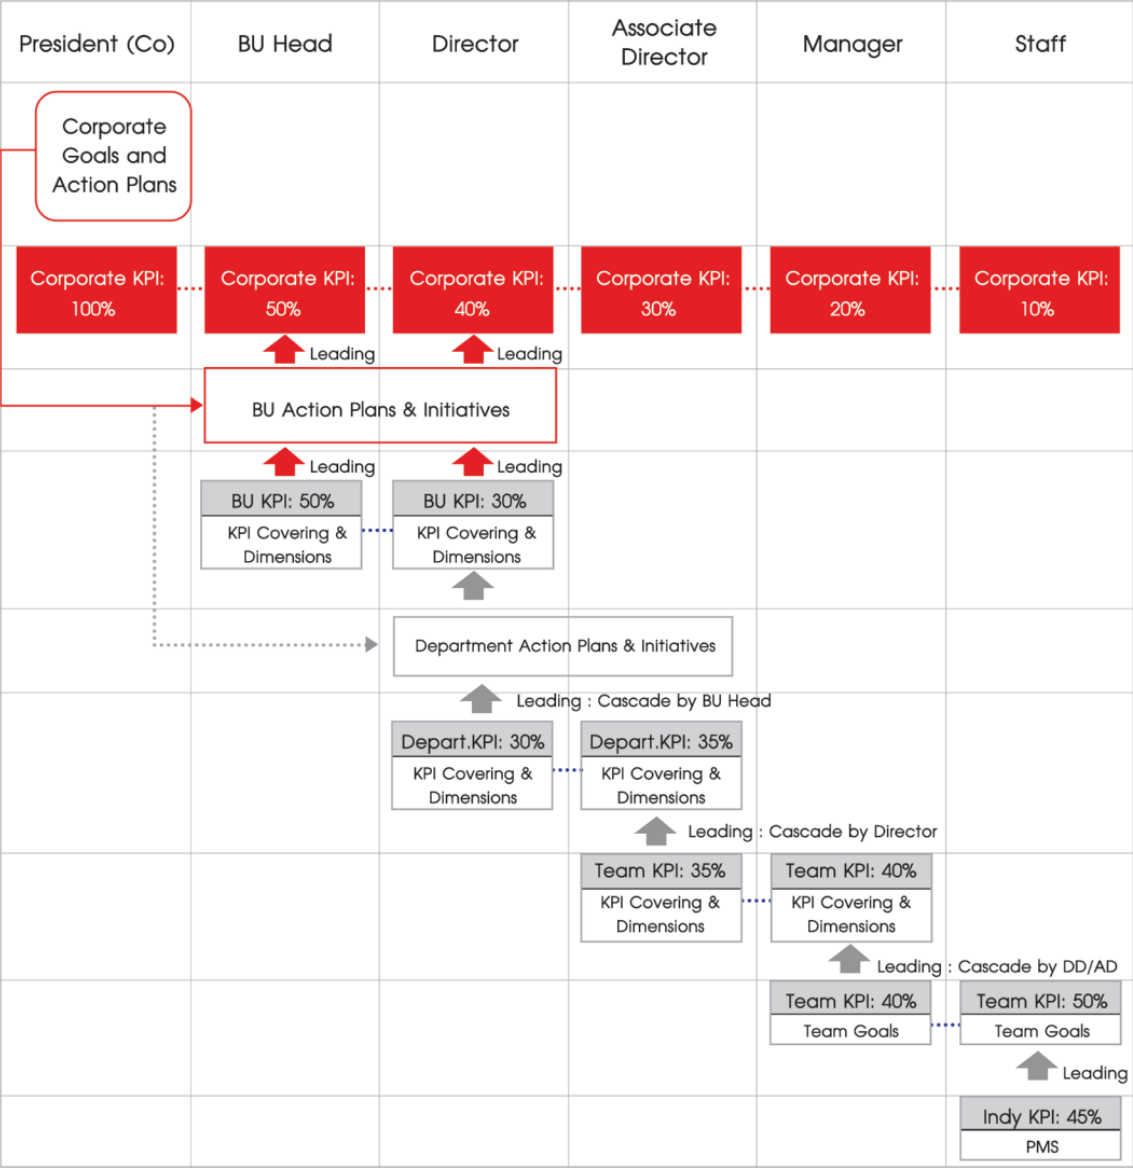 President (Co)
BU Head
Director
Associate
Director
Manager
Staff
Corporate
Goals and
Action Plans
Corporate KPI:
100%
Corporate KPI:
50%
Corporate KPI:
40%
Corporate KPI:
30%
Corporate KPI:
20%
Corporate KPI:
10%
Leading
Leading
BU Action Plans & Initiatives
Leading
Leading
BU KPI: 50%
KPI Covering &
Dimensions
BU KPI: 30%
KPI Covering &
Dimensions
Department Action Plans & Initiatives
Leading : Cascade by BU Head
Depart.KPI: 30%
KPI Covering &
Dimensions
Depart.KPI: 35%
KPI Covering &
Dimensions
Leading : Cascade by Director
Team KPI: 35%
KPI Covering &
Dimensions
Team KPI: 40%
KPI Covering &
Dimensions
Leading : Cascade by DD/AD
Team KPI: 40%
Team Goals
Team KPI: 50%
Team Goals
Leading
Indy KPI: 45%
PMS